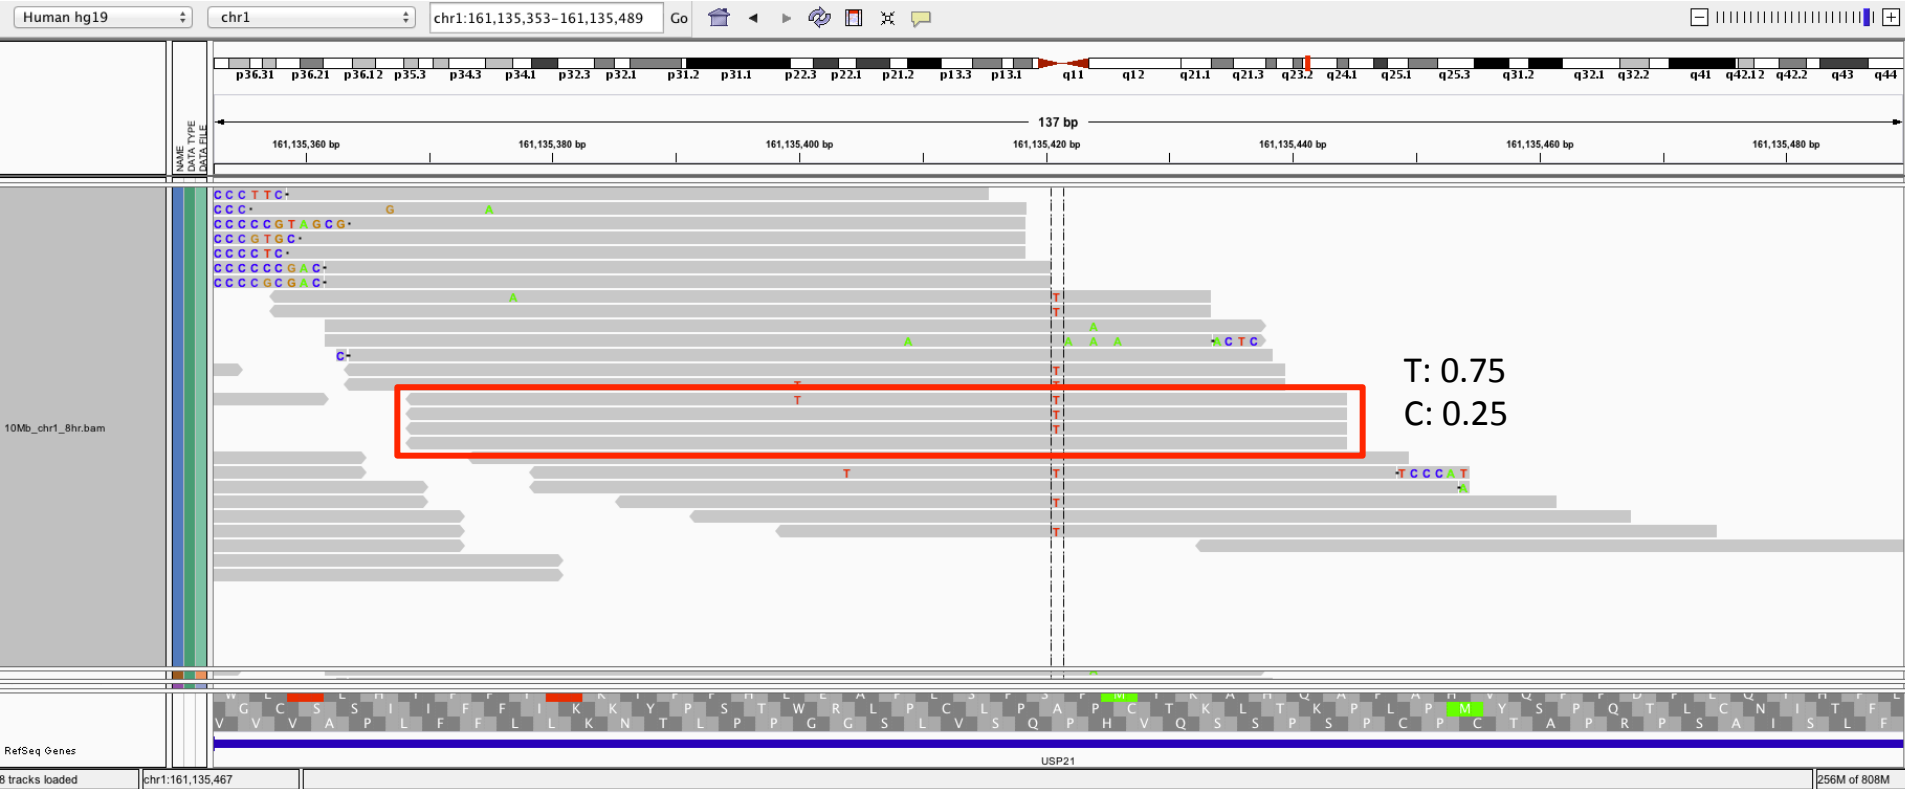 Human hg19 chr1 chr1:161,135,353-161,135,489 Go
p36.31 p36.21 p36.12 p35.3 p34.3 p34.1 p32.3 p32.1 p31.2 p31.1 p22.3 p22.1 p21.2 p13.3 p13.1 q11 q12 q21.1 q21.3 q23.2 q24.1 q25.1 q25.3 q31.2 q32.1 q32.2 q41 q42.12 q42.2 q43 q44
137 bp
161,135,360 bp 161,135,380 bp 161,135,400 bp 161,135,420 bp 161,135,440 bp 161,135,460 bp 161,135,480 bp
NAME
DATA TYPE
DATA FILE
C C C T T C
C C C G A
C C C C C G T A G C G
C C C G T G C
C C C C T C
C C C C C C G A C
C C C C G C G A C
A T
T
A
A A A A A C T C
C
T
T T
T: 0.75
T T
T
C: 0.25
T
10Mb_chr1_8hr.bam
T T T C C C A T
A
T
T
G C S S I I F F I K K Y P S T W R L P C L P A P C T K L T K P L P M Y S P Q T L C N I T F
V V V A P L F F L L K N T L P P G G S L V S Q P H V Q S S P S P C P C T A P R P S A I S L F
RefSeq Genes
USP21
8 tracks loaded chr1:161,135,467 256M of 808M